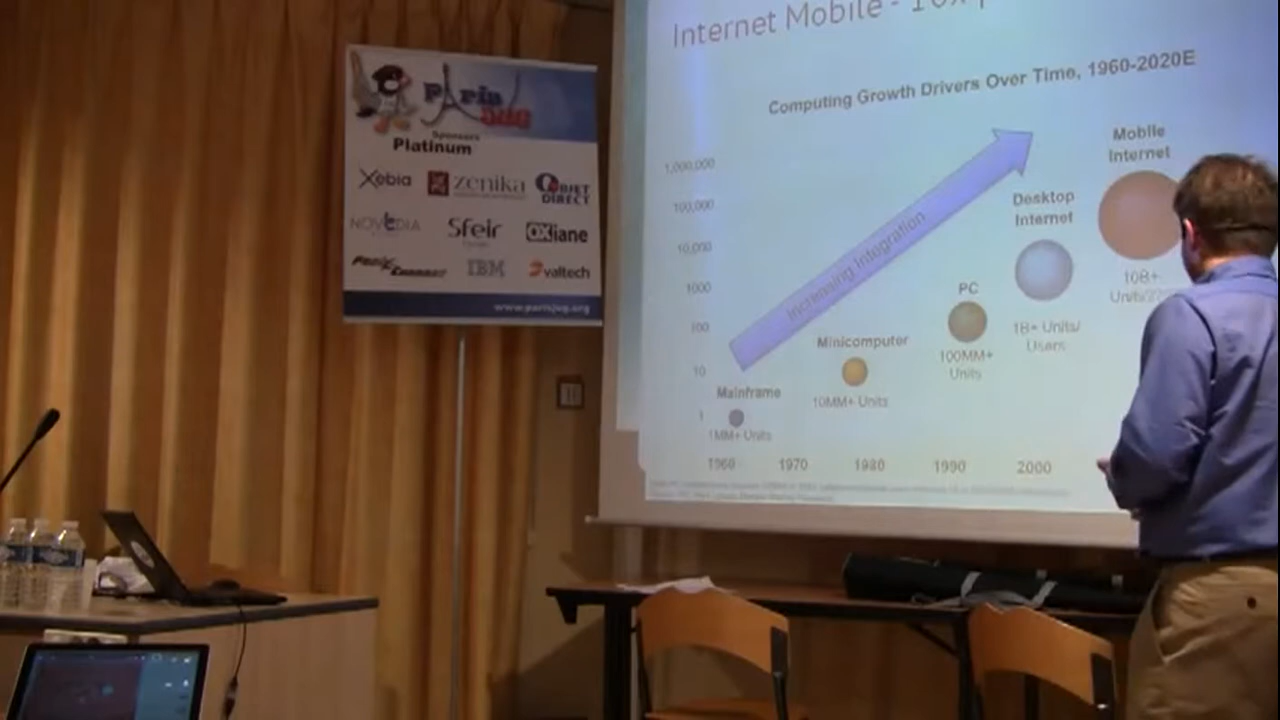 Paris
JUG
Sponsors
Platinum
Xebia
zenika
OBJET
DIRECT
NOVEDIA
Sfeir
OXiane
IBM
valtech
www.parisjug.org
Internet Mobile -
Computing Growth Drivers Over Time, 1960-2020E
1,000,000
100,000
10,000
1000
100
10
1
Increasing Integration
Mainframe
1MM+ Units
Minicomputer
10MM+ Units
PC
100MM+
Units
Desktop
Internet
1B+ Units/
Users
Mobile
Internet
10B+
1960
1970
1980
1990
2000